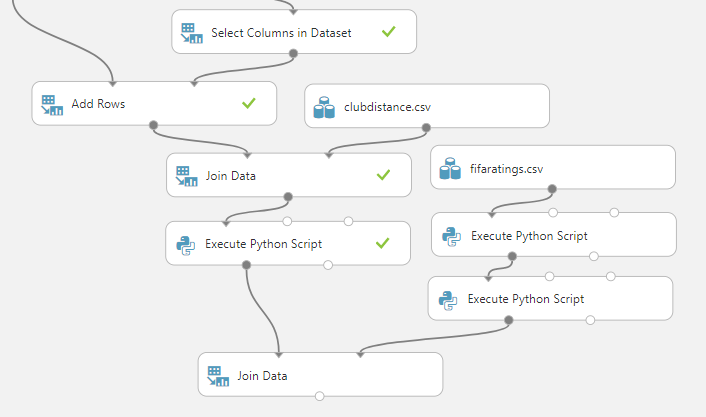 Select Columns in Dataset
Add Rows
clubdistance.csv
Join Data
fifaratings.csv
Execute Python Script
Execute Python Script
Execute Python Script
Join Data